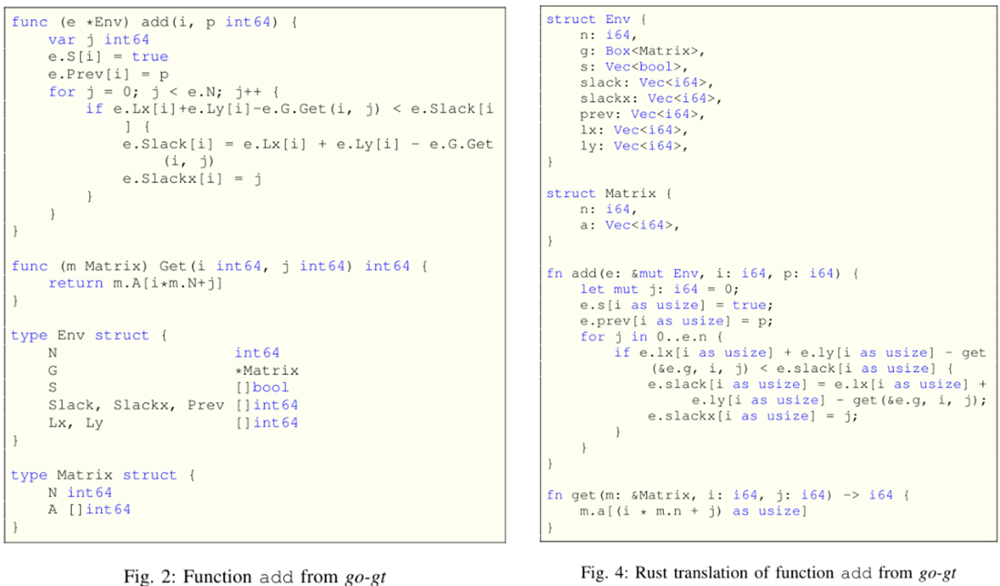 func (e *Env) add(i, p int64) {
    var j int64
    e.S[i] = true
    e.Prev[i] = p
    for j = 0; j < e.N; j++ {
        if e.Lx[i]+e.Ly[i]-e.G.Get(i, j) < e.Slack[i
            ] {
            e.Slack[i] = e.Lx[i] + e.Ly[i] - e.G.Get
                (i, j)
            e.Slackx[i] = j
        }
    }
}

func (m Matrix) Get(i int64, j int64) int64 {
    return m.A[i*m.N+j]
}

type Env struct {
    N                   int64
    G                   *Matrix
    S                   []bool
    Slack, Slackx, Prev []int64
    Lx, Ly              []int64
}

type Matrix struct {
    N int64
    A []int64
}

Fig. 2: Function add from go-gt

struct Env {
    n: i64,
    g: Box<Matrix>,
    s: Vec<bool>,
    slack: Vec<i64>,
    slackx: Vec<i64>,
    prev: Vec<i64>,
    lx: Vec<i64>,
    ly: Vec<i64>,
}

struct Matrix {
    n: i64,
    a: Vec<i64>,
}

fn add(e: &mut Env, i: i64, p: i64) {
    let mut j: i64 = 0;
    e.s[i as usize] = true;
    e.prev[i as usize] = p;
    for j in 0..e.n {
        if e.lx[i as usize] + e.ly[i as usize] - get
            (&e.g, i, j) < e.slack[i as usize] {
            e.slack[i as usize] = e.lx[i as usize] +
                e.ly[i as usize] - get(&e.g, i, j);
            e.slackx[i as usize] = j;
        }
    }
}

fn get(m: &Matrix, i: i64, j: i64) -> i64 {
    m.a[(i * m.n + j) as usize]
}

Fig. 4: Rust translation of function add from go-gt